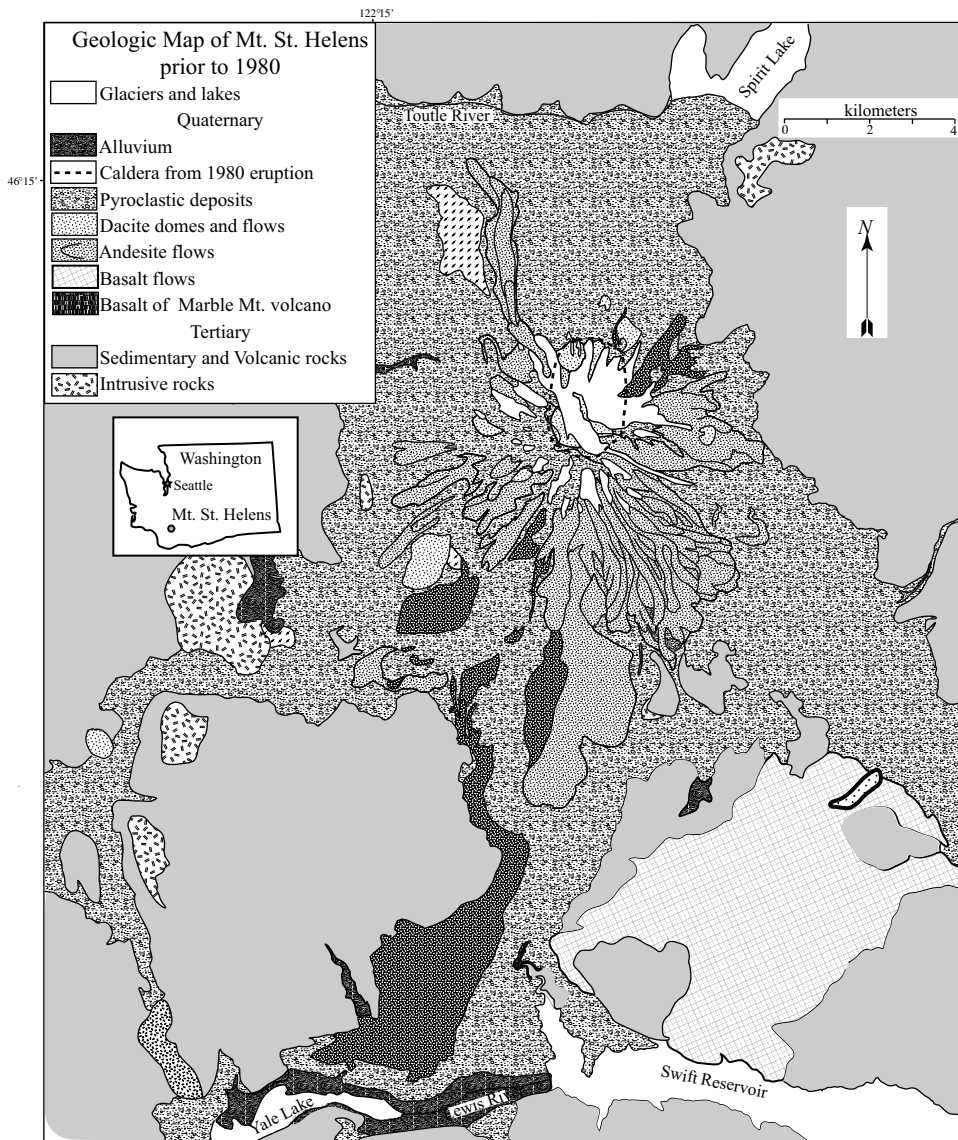 122°15'
Geologic Map of Mt. St. Helens
prior to 1980
Glaciers and lakes
Quaternary
Alluvium
Caldera from 1980 eruption
Pyroclastic deposits
Dacite domes and flows
Andesite flows
Basalt flows
Basalt of Marble Mt. volcano
Tertiary
Sedimentary and Volcanic rocks
Intrusive rocks
46°15'
Toutle River
Spirit Lake
kilometers
0 2 4
N
Washington
Seattle
Mt. St. Helens
Swift Reservoir
Yale Lake
Lewis Ri